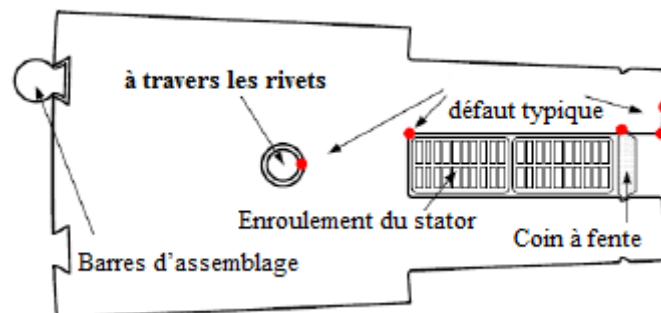 à travers les rivets
défaut typique
Enroulement du stator
Coin à fente
Barres d’assemblage